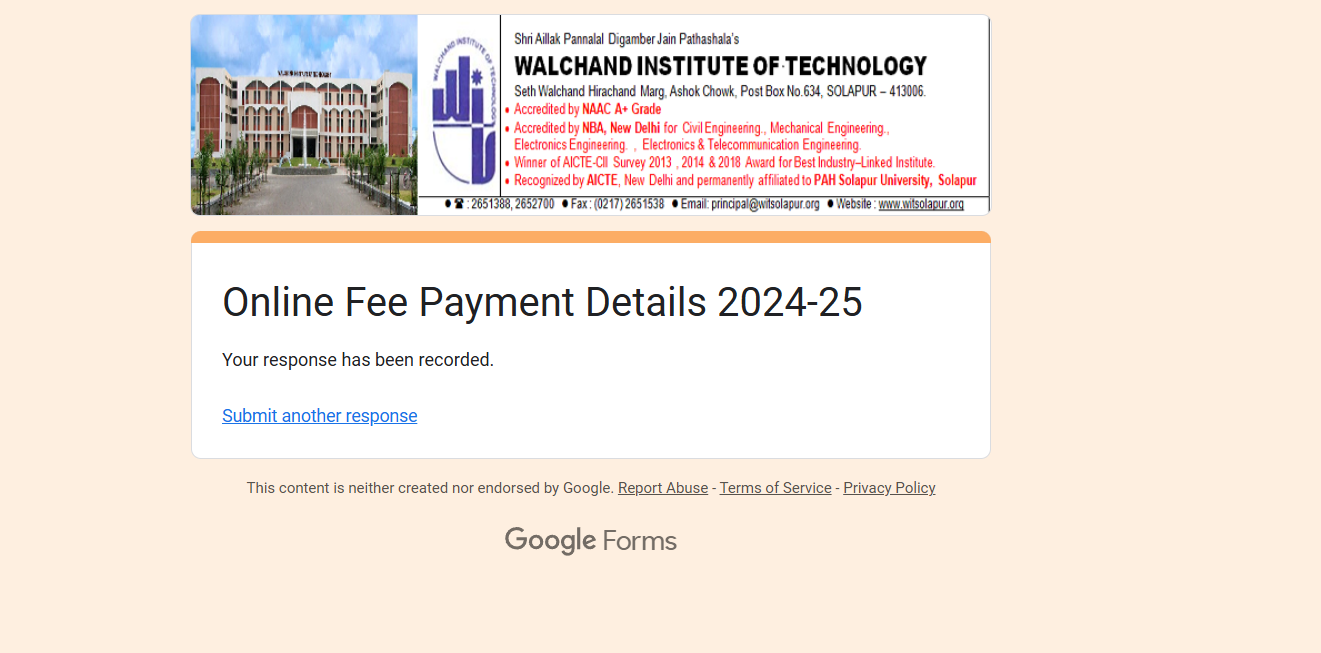 Shri Aillak Pannalal Digamber Jain Pathashala's
WALCHAND INSTITUTE OF TECHNOLOGY
Seth Walchand Hirachand Marg, Ashok Chowk, Post Box No.634, SOLAPUR – 413006.
• Accredited by NAAC A+ Grade
• Accredited by NBA, New Delhi for Civil Engineering., Mechanical Engineering.,
Electronics Engineering. , Electronics & Telecommunication Engineering.
• Winner of AICTE-CII Survey 2013 , 2014 & 2018 Award for Best Industry–Linked Institute.
• Recognized by AICTE, New Delhi and permanently affiliated to PAH Solapur University, Solapur
● ☎ : 2651388, 2652700 ● Fax : (0217) 2651538 ● Email: principal@witsolapur.org ● Website : www.witsolapur.org
WALCHAND INSTITUTE OF TECHNOLOGY
Online Fee Payment Details 2024-25
Your response has been recorded.
Submit another response
This content is neither created nor endorsed by Google. Report Abuse - Terms of Service - Privacy Policy
Google Forms